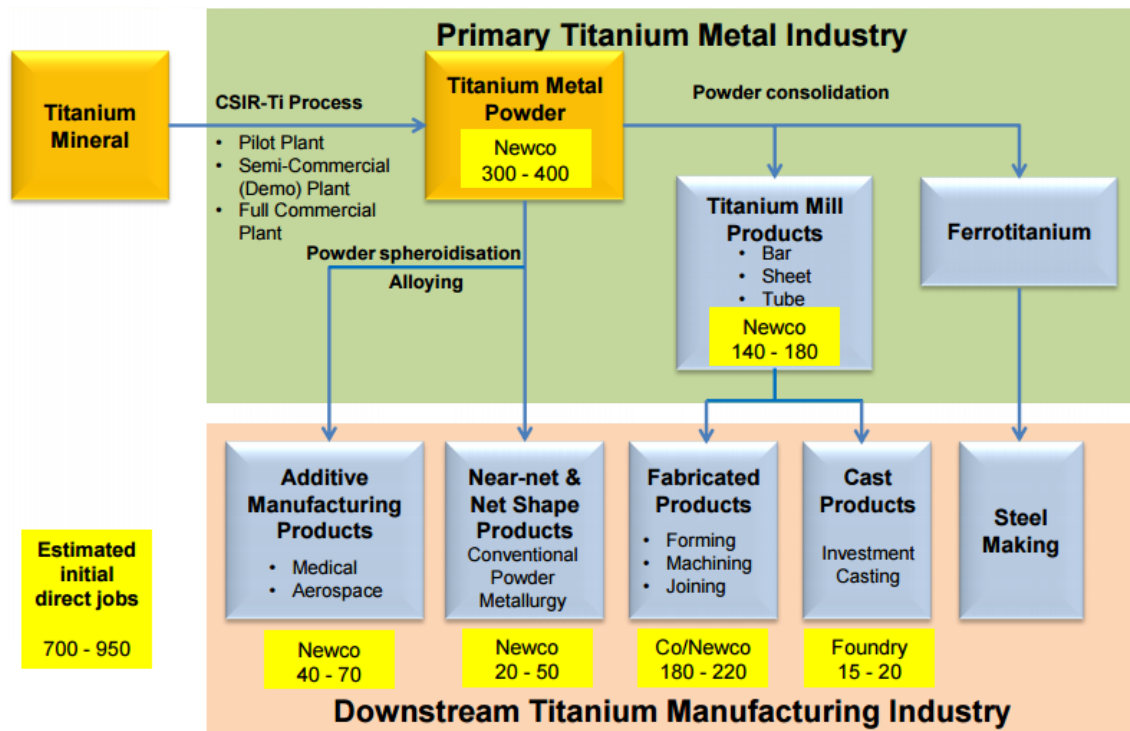 Primary Titanium Metal Industry
Titanium
Mineral
CSIR-Ti Process
• Pilot Plant
• Semi-Commercial
(Demo) Plant
• Full Commercial
Plant
Titanium Metal
Powder
Newco
300 - 400
Powder consolidation
Powder spheroidisation
Alloying
Titanium Mill
Products
• Bar
• Sheet
• Tube
Newco
140 - 180
Ferrotitanium
Estimated
initial
direct jobs
700 - 950
Additive
Manufacturing
Products
• Medical
• Aerospace
Newco
40 - 70
Near-net &
Net Shape
Products
Conventional
Powder
Metallurgy
Newco
20 - 50
Fabricated
Products
• Forming
• Machining
• Joining
Co/Newco
180 - 220
Cast
Products
Investment
Casting
Foundry
15 - 20
Steel
Making
Downstream Titanium Manufacturing Industry